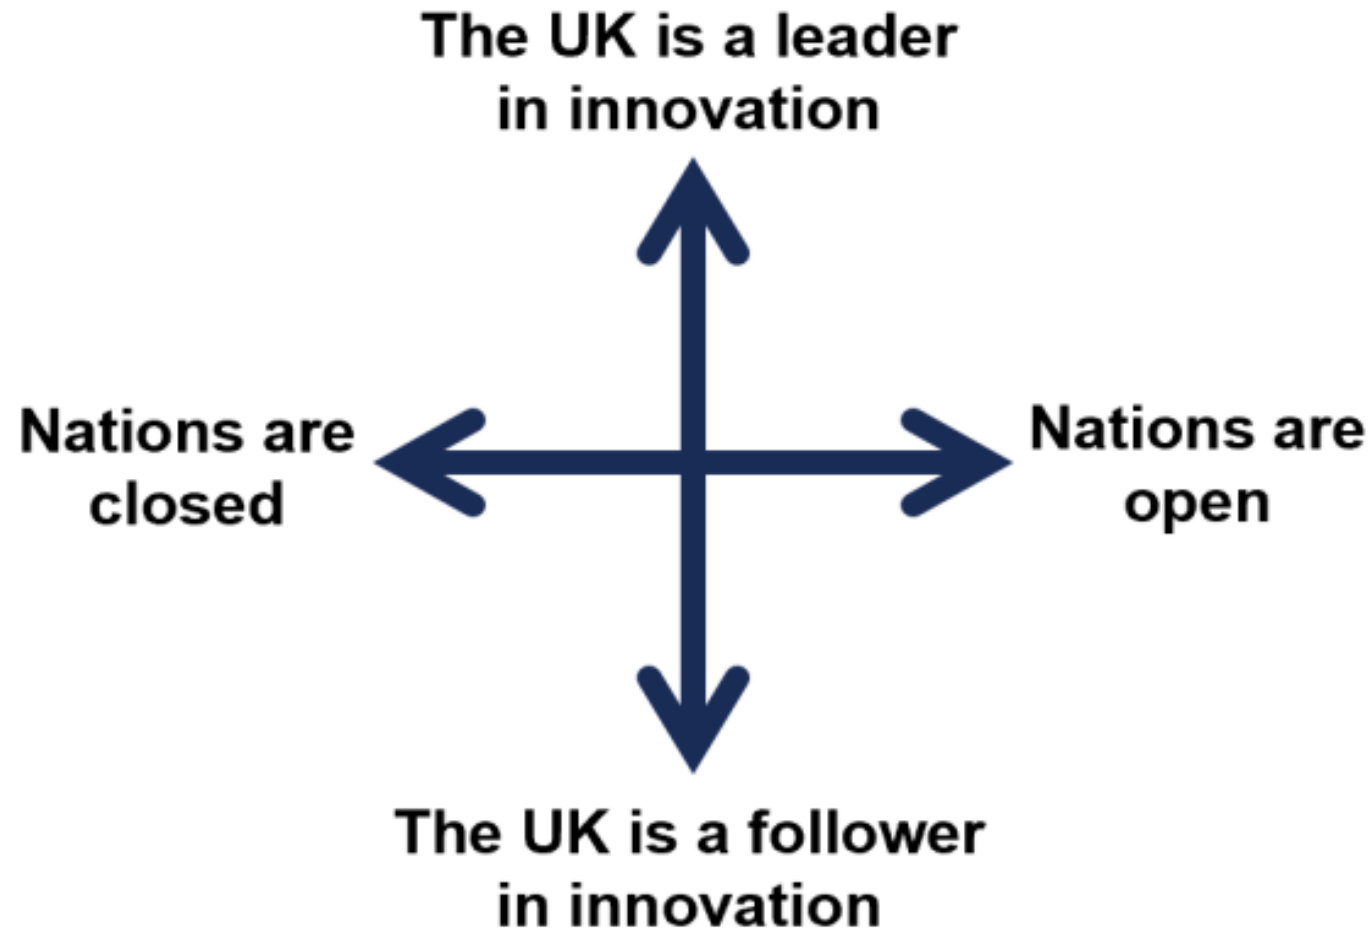 The UK is a leader
in innovation
Nations are
closed
Nations are
open
The UK is a follower
in innovation